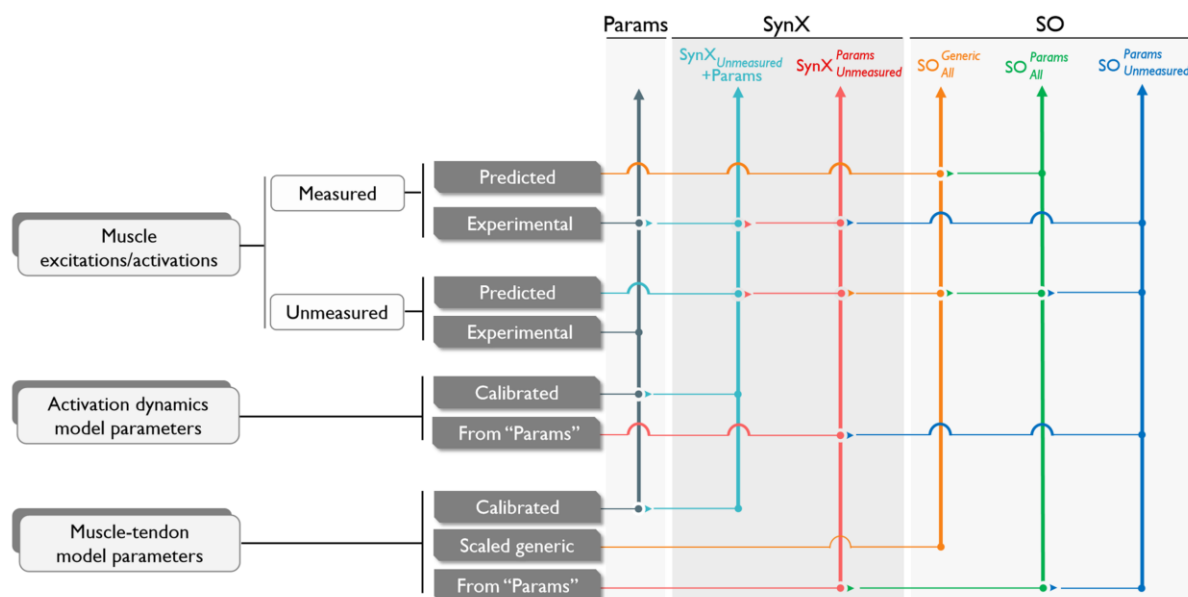 Params
SynX
SO
SynX Unmeasured
+Params
SynX Params
Unmeasured
SO Generic
All
SO Params
All
SO Params
Unmeasured
Predicted
Measured
Muscle
excitations/activations
Experimental
Predicted
Unmeasured
Experimental
Activation dynamics
model parameters
Calibrated
From “Params”
Muscle-tendon
model parameters
Calibrated
Scaled generic
From “Params”